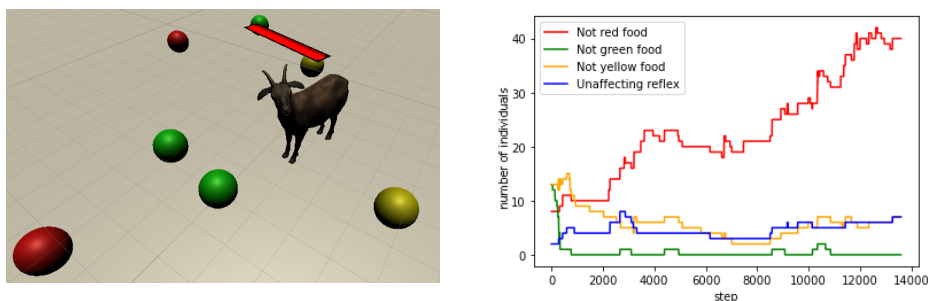 Not red food
Not green food
Not yellow food
Unaffecting reflex
number of individuals
40
30
20
10
0
0 2000 4000 6000 8000 10000 12000 14000
step